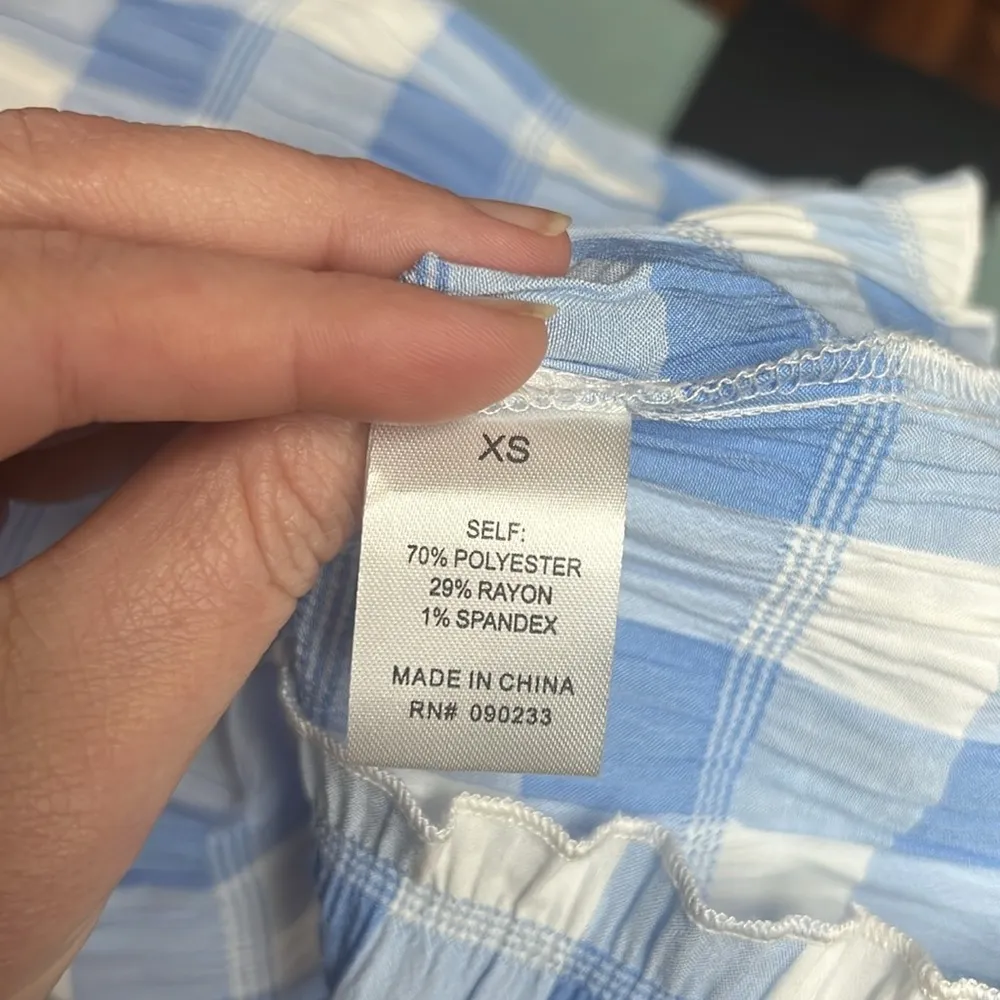 XS
SELF:
70% POLYESTER
29% RAYON
1% SPANDEX
MADE IN CHINA
RN# 090233